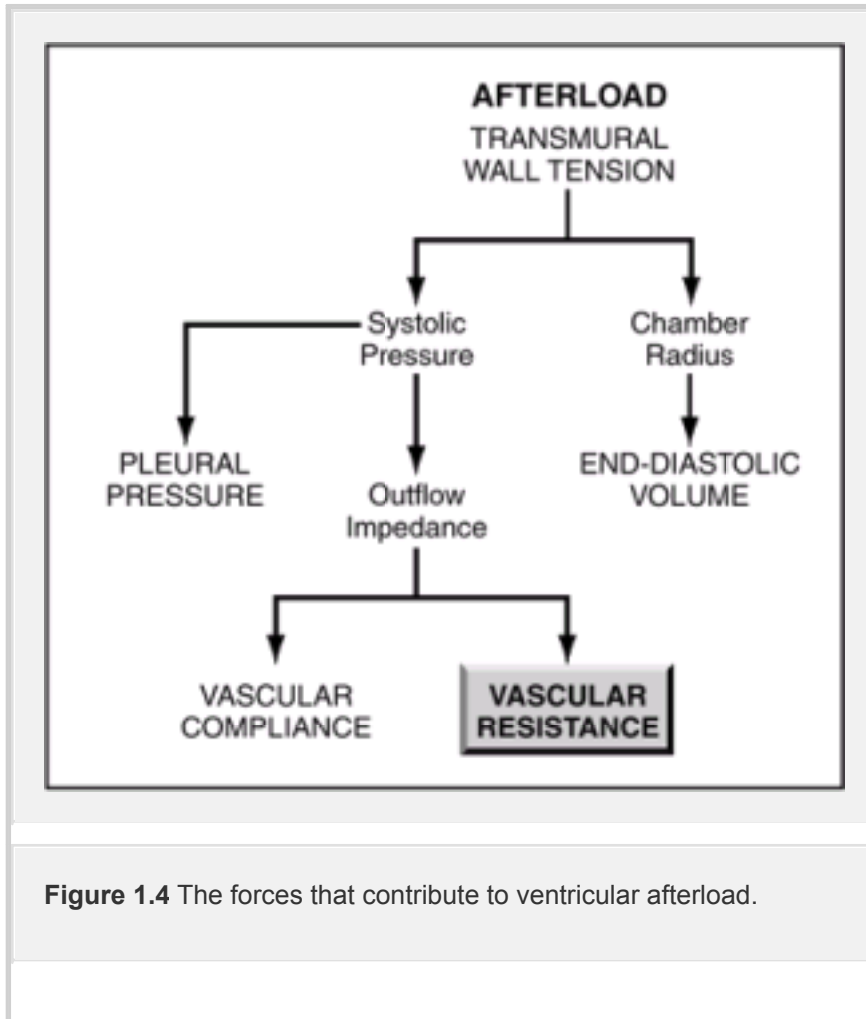 AFTERLOAD
TRANSMURAL
WALL TENSION
Systolic
Pressure
Chamber
Radius
PLEURAL
PRESSURE
Outflow
Impedance
END-DIASTOLIC
VOLUME
VASCULAR
COMPLIANCE
VASCULAR
RESISTANCE
Figure 1.4 The forces that contribute to ventricular afterload.